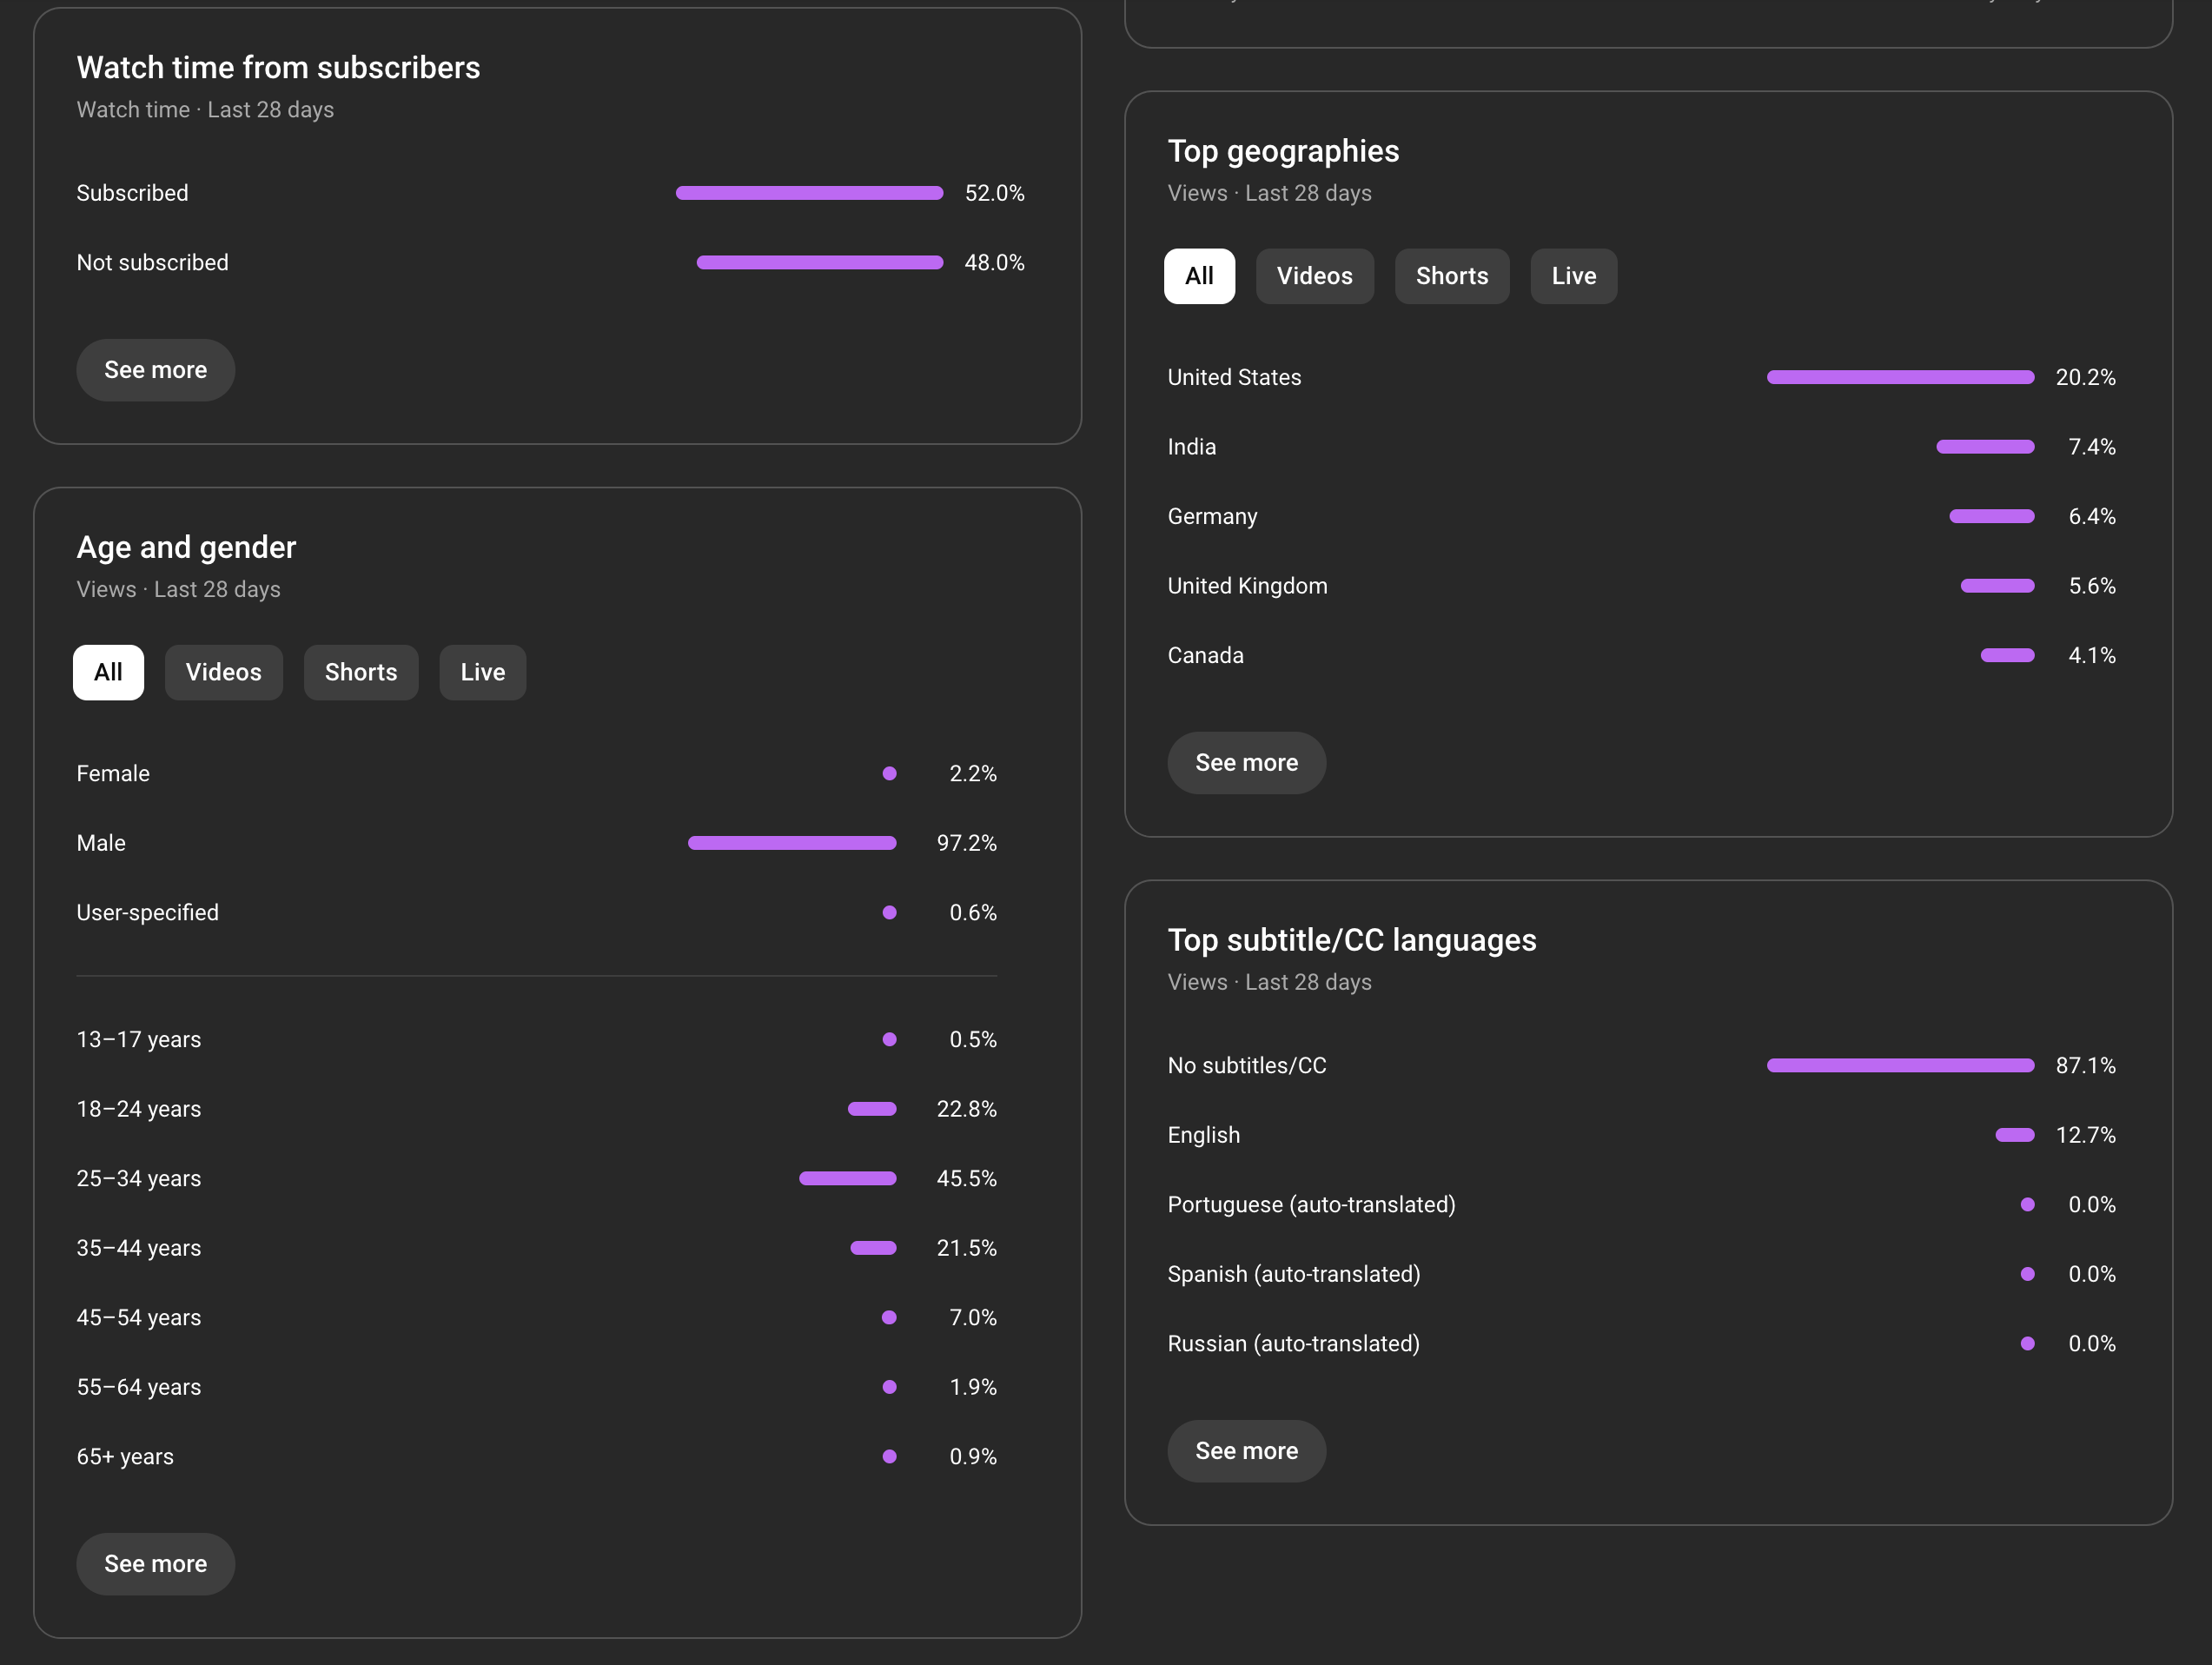 Watch time from subscribers
Watch time · Last 28 days
Subscribed 52.0%
Not subscribed 48.0%
See more
Age and gender
Views · Last 28 days
All Videos Shorts Live
Female 2.2%
Male 97.2%
User-specified 0.6%
13–17 years 0.5%
18–24 years 22.8%
25–34 years 45.5%
35–44 years 21.5%
45–54 years 7.0%
55–64 years 1.9%
65+ years 0.9%
See more
Top geographies
Views · Last 28 days
All Videos Shorts Live
United States 20.2%
India 7.4%
Germany 6.4%
United Kingdom 5.6%
Canada 4.1%
See more
Top subtitle/CC languages
Views · Last 28 days
No subtitles/CC 87.1%
English 12.7%
Portuguese (auto-translated) 0.0%
Spanish (auto-translated) 0.0%
Russian (auto-translated) 0.0%
See more